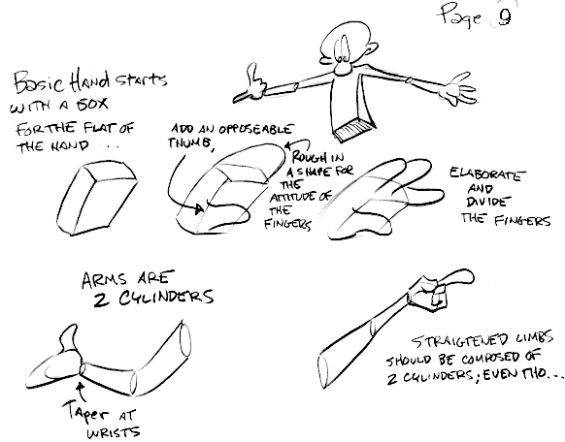 Page 9
Basic Hand starts
with a box
for the flat of
the hand...
Add an opposeable
thumb,
Rough in
a shape for
the
attitude of
the
fingers
Elaborate
and
divide
the fingers
Arms are
2 cylinders
Taper at
wrists
Straigtened limbs
should be composed of
2 cylinders; even tho...